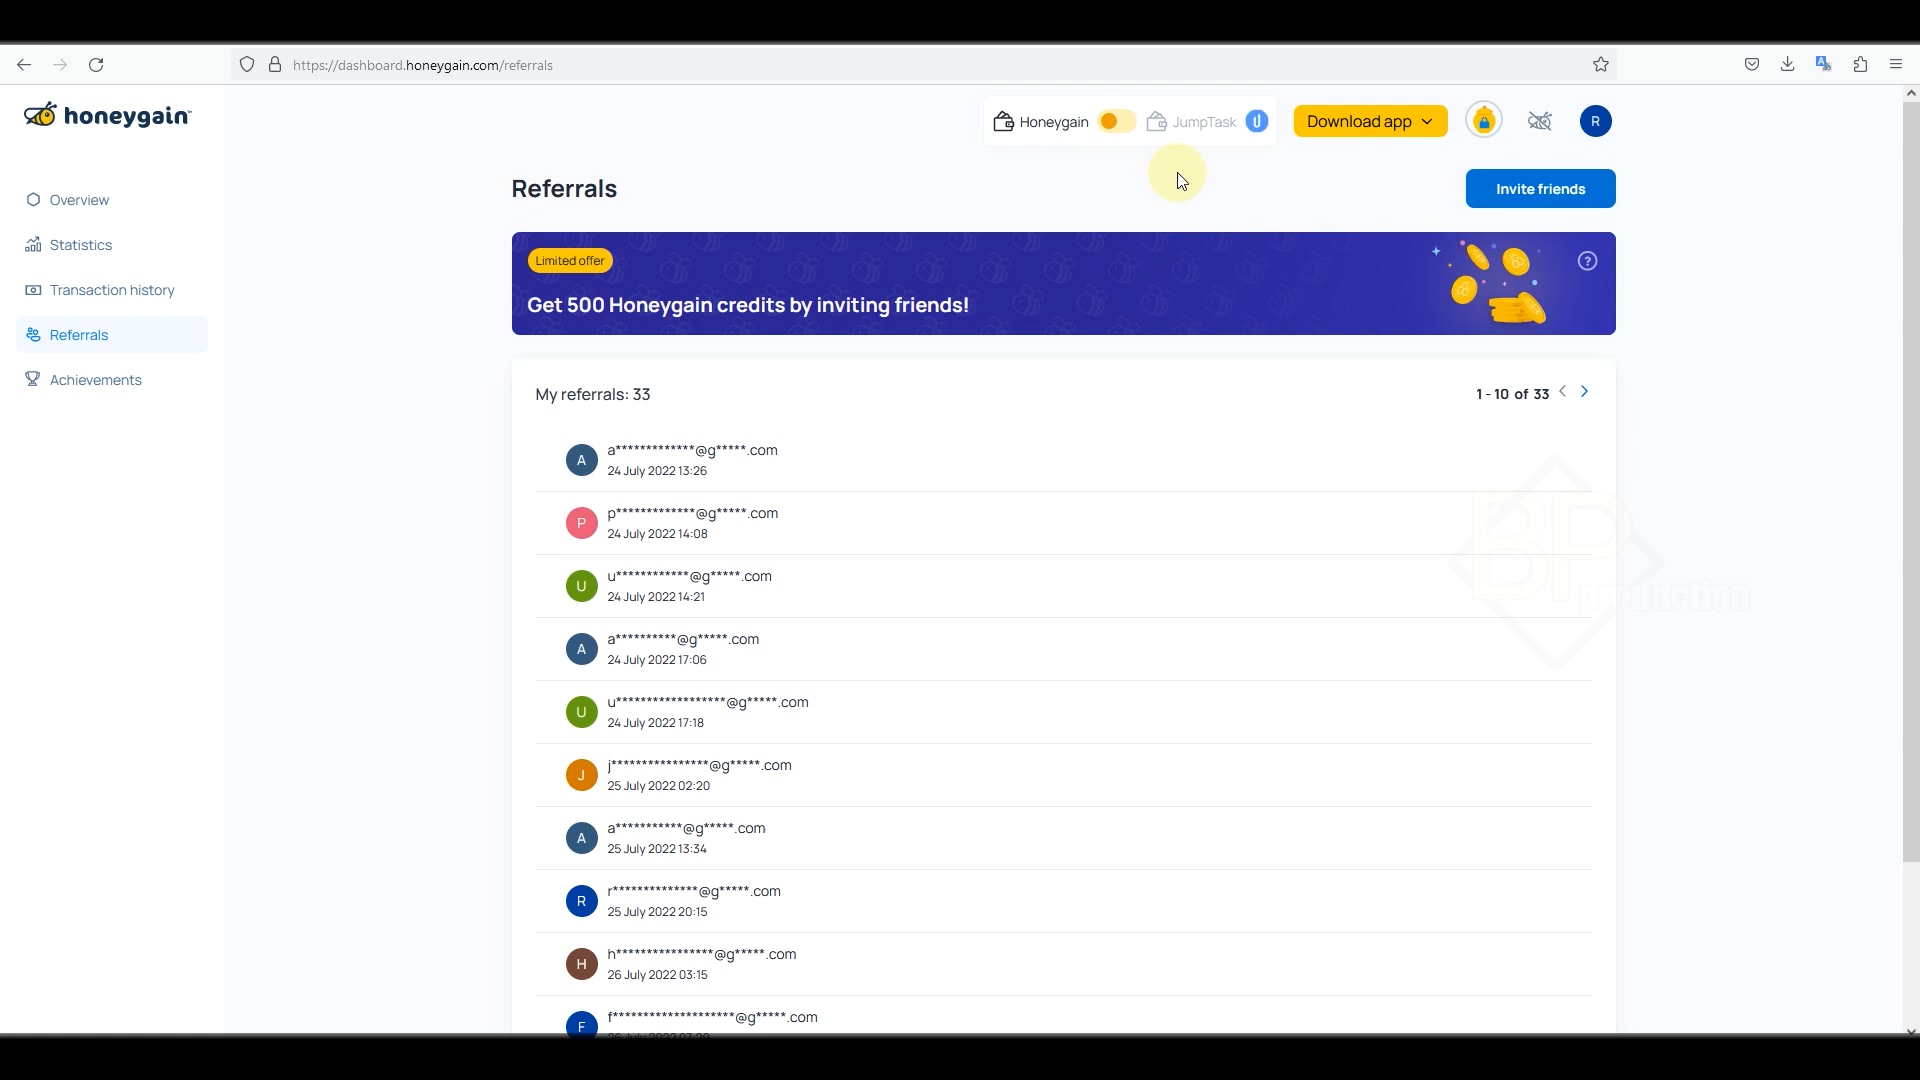 https://dashboard.honeygain.com/referrals
honeygain
Honeygain
JumpTask
Download app
R
Overview
Statistics
Transaction history
Referrals
Achievements
Referrals
Invite friends
Limited offer
Get 500 Honeygain credits by inviting friends!
My referrals: 33
1 - 10 of 33
A
a*************@g*****.com
24 July 2022 13:26
P
p*************@g*****.com
24 July 2022 14:08
U
u************@g*****.com
24 July 2022 14:21
A
a**********@g*****.com
24 July 2022 17:06
U
u******************@g*****.com
24 July 2022 17:18
J
j****************@g*****.com
25 July 2022 02:20
A
a***********@g*****.com
25 July 2022 13:34
R
r**************@g*****.com
25 July 2022 20:15
H
h****************@g*****.com
26 July 2022 03:15
F
f********************@g*****.com
BP
production